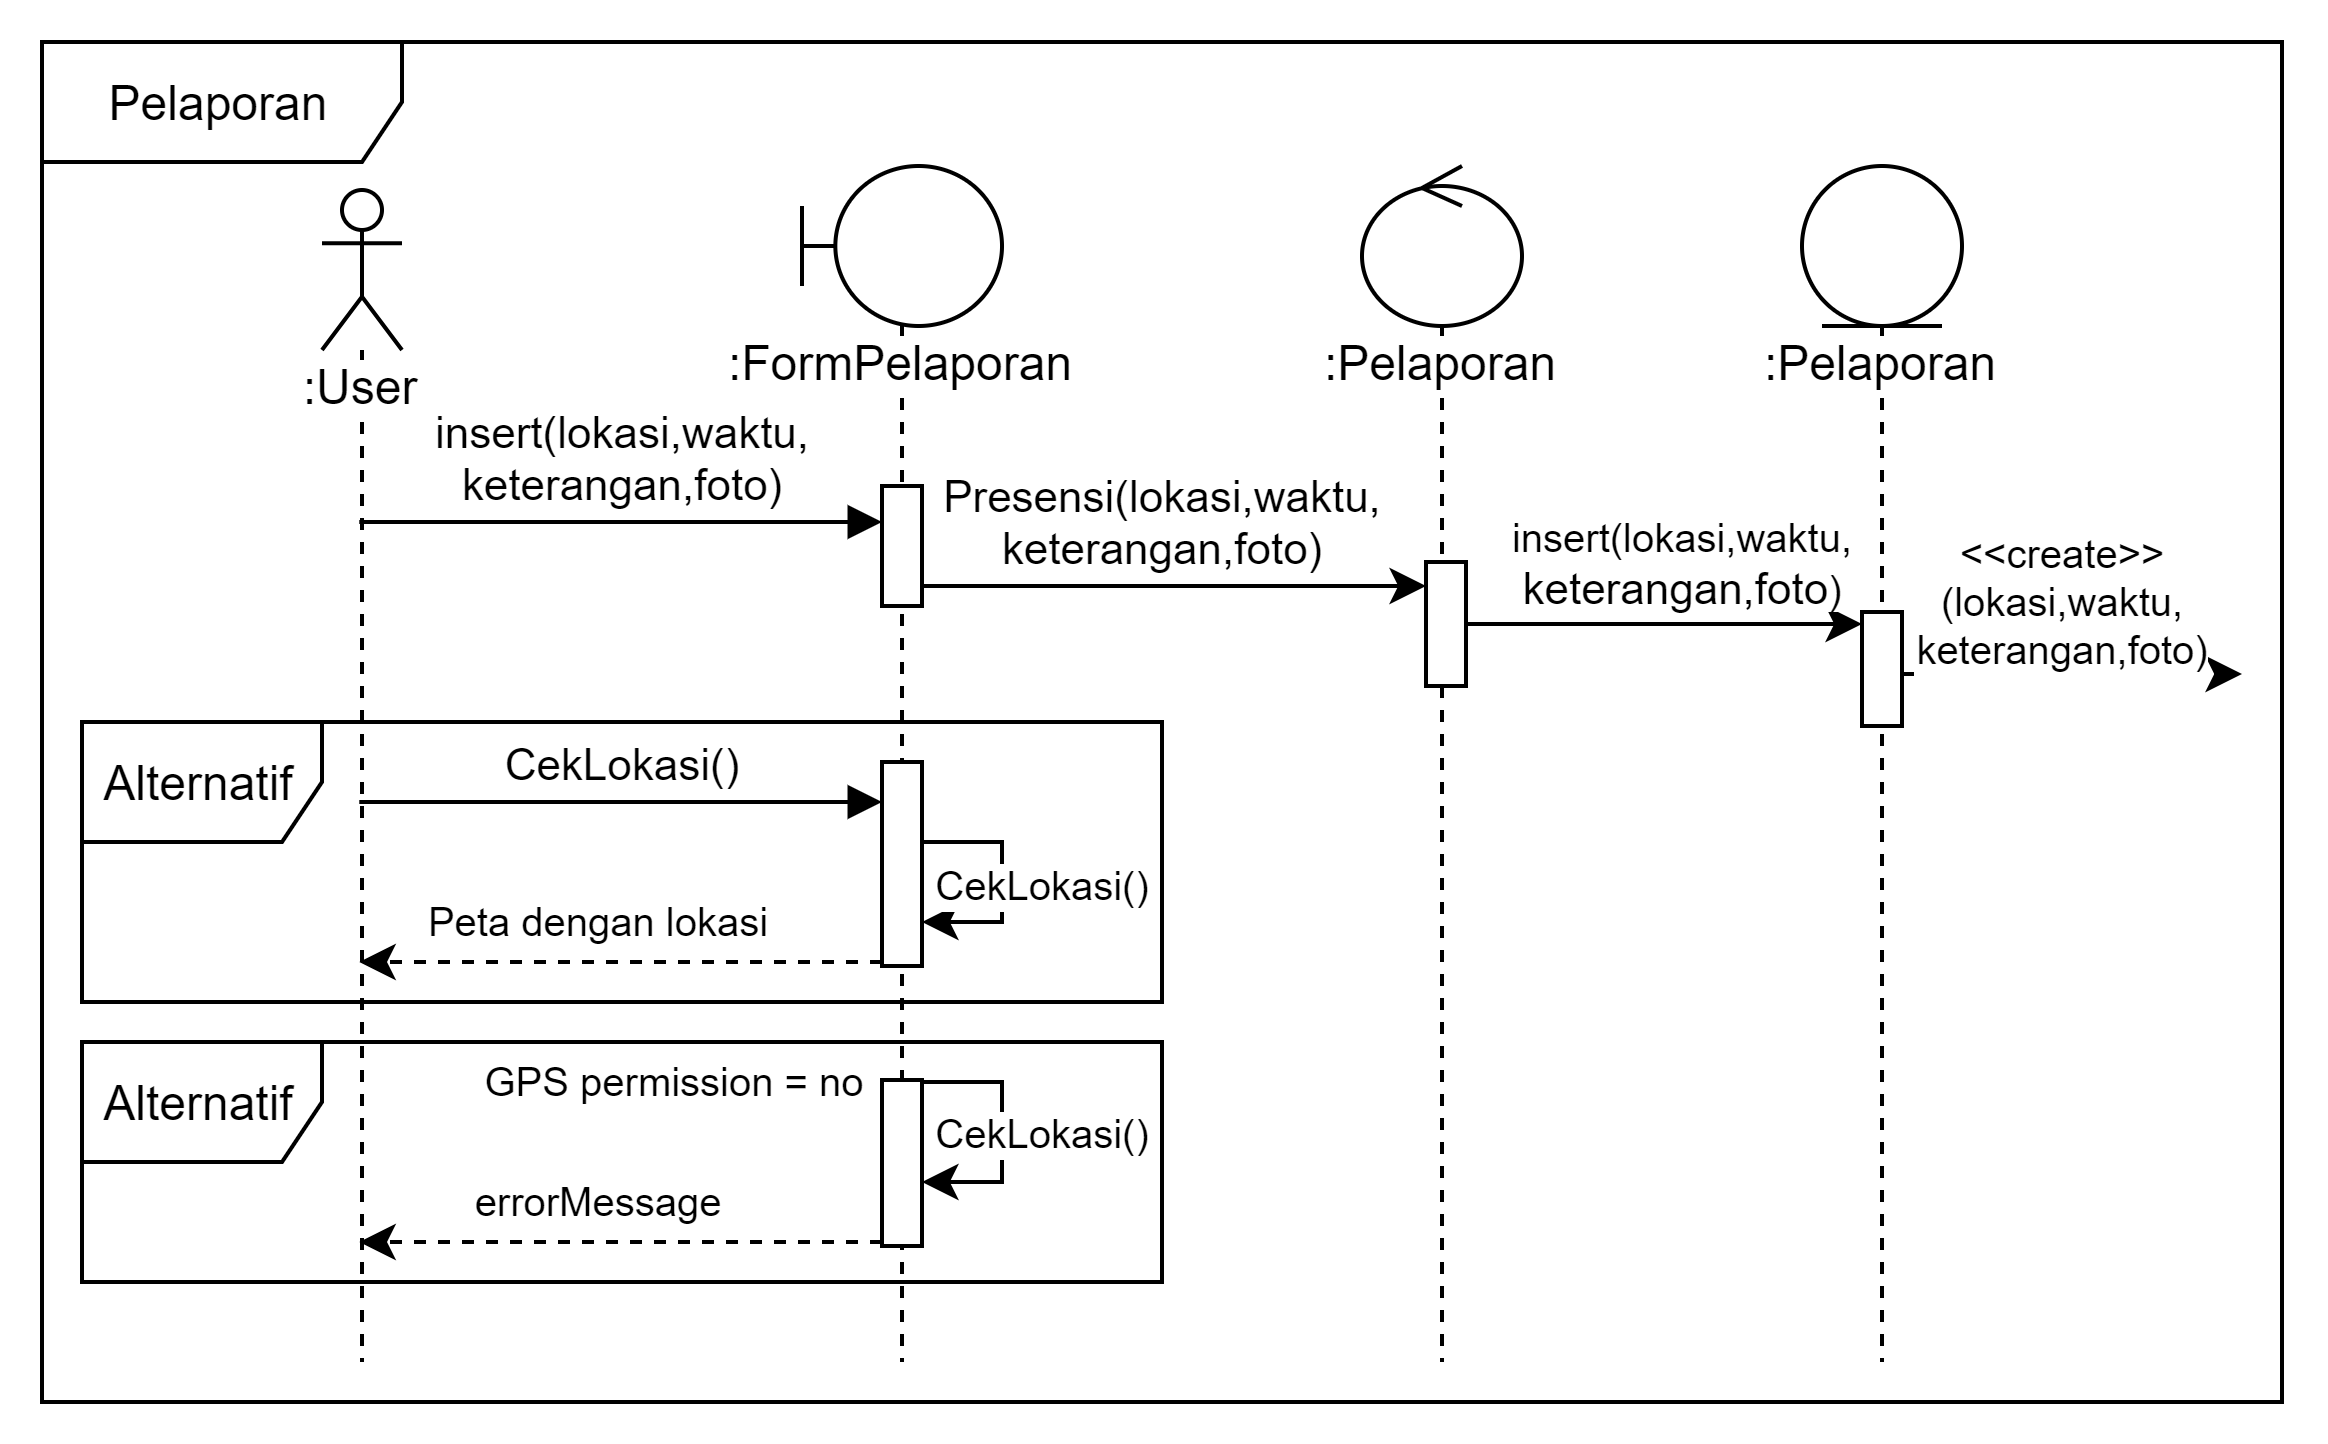 Pelaporan
:User
:FormPelaporan
:Pelaporan
:Pelaporan
insert(lokasi,waktu,
keterangan,foto)
Presensi(lokasi,waktu,
keterangan,foto)
insert(lokasi,waktu,
keterangan,foto)
<<create>>
(lokasi,waktu,
keterangan,foto)
Alternatif
CekLokasi()
CekLokasi()
Peta dengan lokasi
Alternatif
GPS permission = no
CekLokasi()
errorMessage